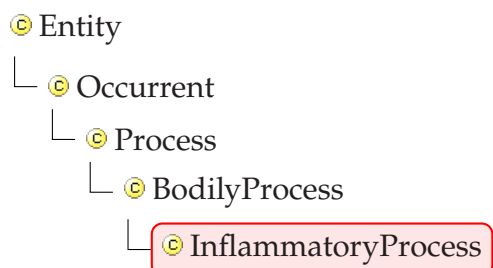 Entity
Occurrent
Process
BodilyProcess
InflammatoryProcess